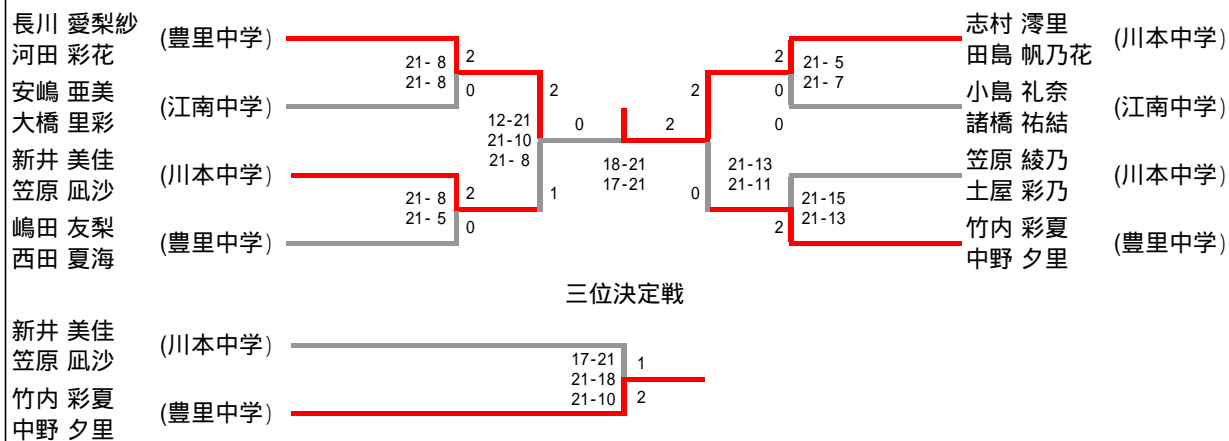 長川 愛梨紗
河田 彩花
(豊里中学)
安嶋 亜美
大橋 里彩
(江南中学)
新井 美佳
笠原 凪沙
(川本中学)
嶋田 友梨
西田 夏海
(豊里中学)
21- 8
21- 8
2
0
21- 8
21- 5
2
0
12-21
21-10
21- 8
2
1
0
2
18-21
17-21
2
0
21-13
21-11
2
0
21- 5
21- 7
0
2
21-15
21-13
志村 澪里
田島 帆乃花
(川本中学)
小島 礼奈
諸橋 祐結
(江南中学)
笠原 綾乃
土屋 彩乃
(川本中学)
竹内 彩夏
中野 夕里
(豊里中学)
三位決定戦
新井 美佳
笠原 凪沙
(川本中学)
竹内 彩夏
中野 夕里
(豊里中学)
17-21
21-18
21-10
1
2